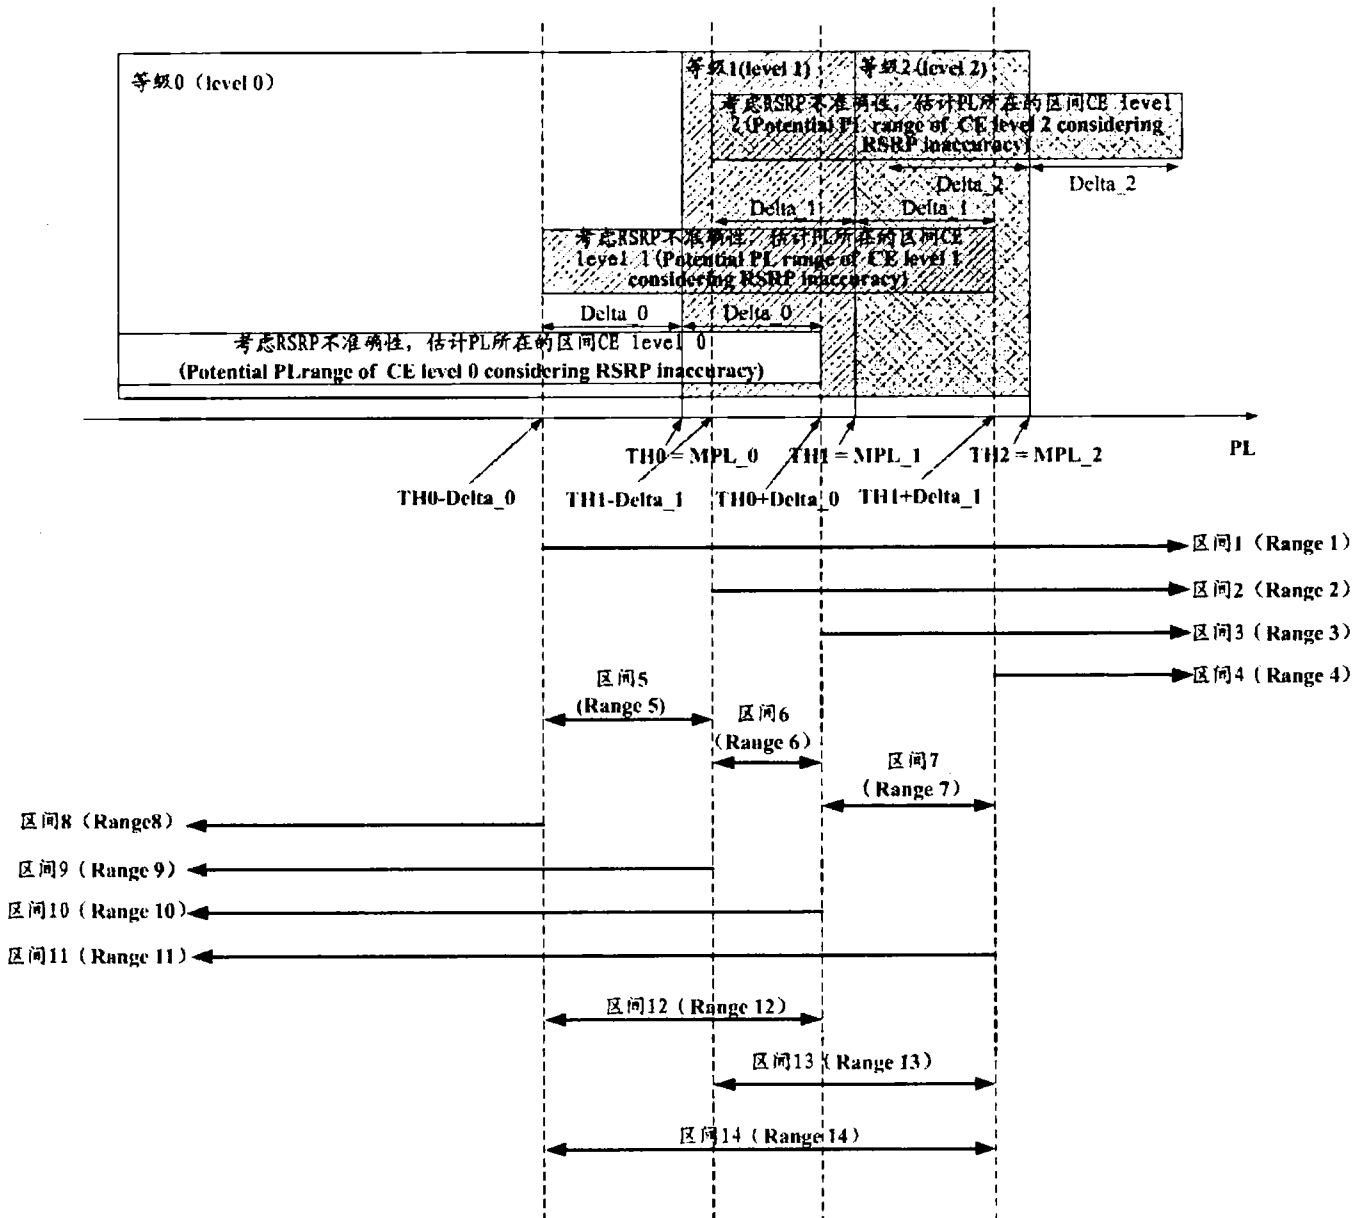 等级0（level 0）
等级1(level 1)
等级2(level 2)
考虑RSRP不准确性，估计PL所在的区间CE level
2(Potential PL range of CE level 2 considering
RSRP inaccuracy)
Delta_2
Delta_2
Delta_1
Delta_1
考虑RSRP不准确性，估计PL所在的区间CE
level 1(Potential PL range of CE level 1
considering RSRP inaccuracy)
Delta_0
Delta_0
考虑RSRP不准确性，估计PL所在的区间CE level 0
(Potential PL range of CE level 0 considering RSRP inaccuracy)
TH0 = MPL_0
TH1 = MPL_1
TH2 = MPL_2
PL
TH0-Delta_0
TH1-Delta_1
TH0+Delta_0
TH1+Delta_1
区间1（Range 1）
区间2（Range 2）
区间3（Range 3）
区间4（Range 4）
区间5
(Range 5)
区间6
(Range 6)
区间7
（Range 7）
区间8（Range8）
区间9（Range 9）
区间10（Range 10）
区间11（Range 11）
区间12（Range 12）
区间13（Range 13）
区间14（Range 14）